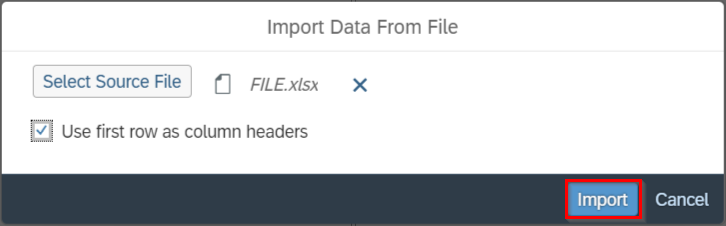 Import Data From File
Select Source File FILE.xlsx
Use first row as column headers
Import Cancel